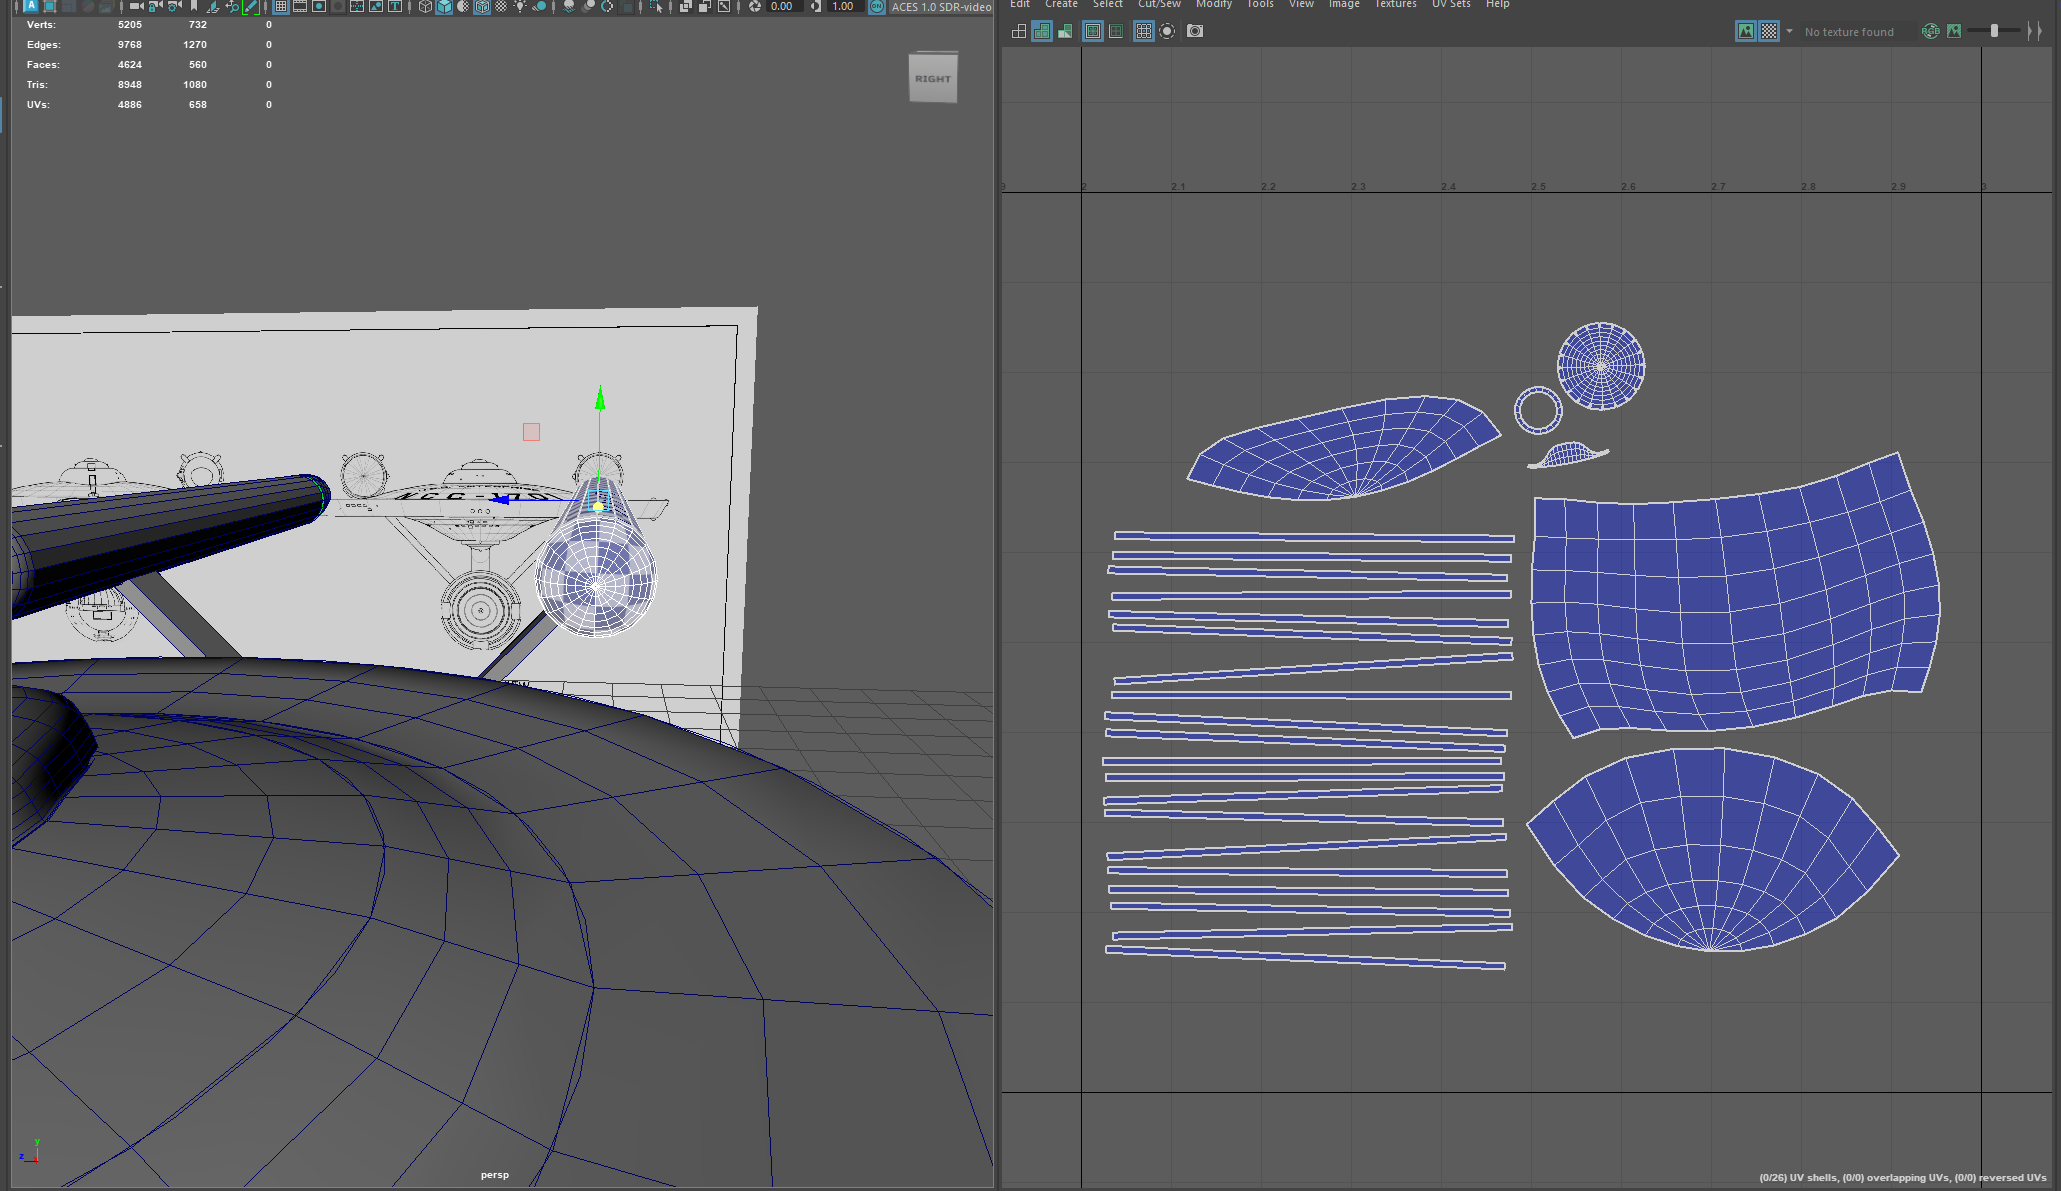 0.00 1.00 ON ACES 1.0 SDR-video
Edit Create Select Cut/Sew Modify Tools View Image Textures UV Sets Help
No texture found
RGB
Verts: 5205 732 0
Edges: 9768 1270 0
Faces: 4624 560 0
Tris: 8948 1080 0
UVs: 4886 658 0
RIGHT
2 2.1 2.2 2.3 2.4 2.5 2.6 2.7 2.8 2.9 3
y
z
persp
(0/26) UV shells, (0/0) overlapping UVs, (0/0) reversed UVs